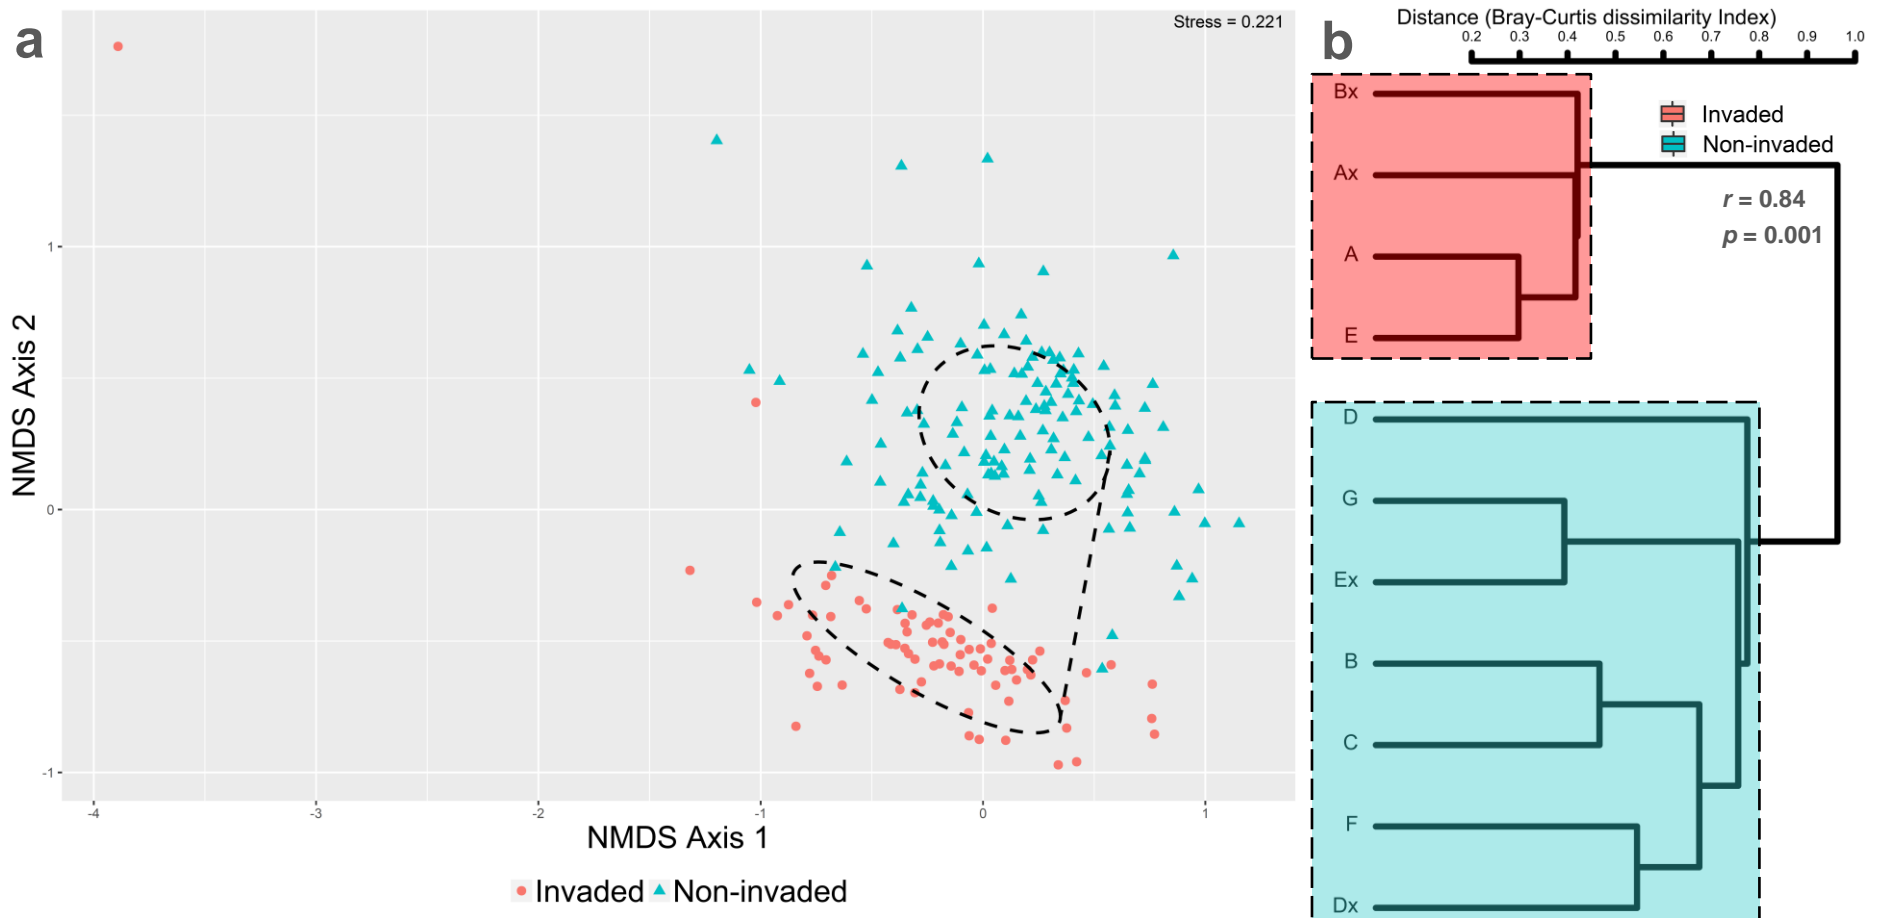 a
Stress = 0.221
NMDS Axis 2
1
0
-1
-4 -3 -2 -1 0 1
NMDS Axis 1
Invaded Non-invaded
b
Distance (Bray-Curtis dissimilarity Index)
0.2 0.3 0.4 0.5 0.6 0.7 0.8 0.9 1.0
Invaded
Non-invaded
r = 0.84
p = 0.001
Bx
Ax
A
E
D
G
Ex
B
C
F
Dx